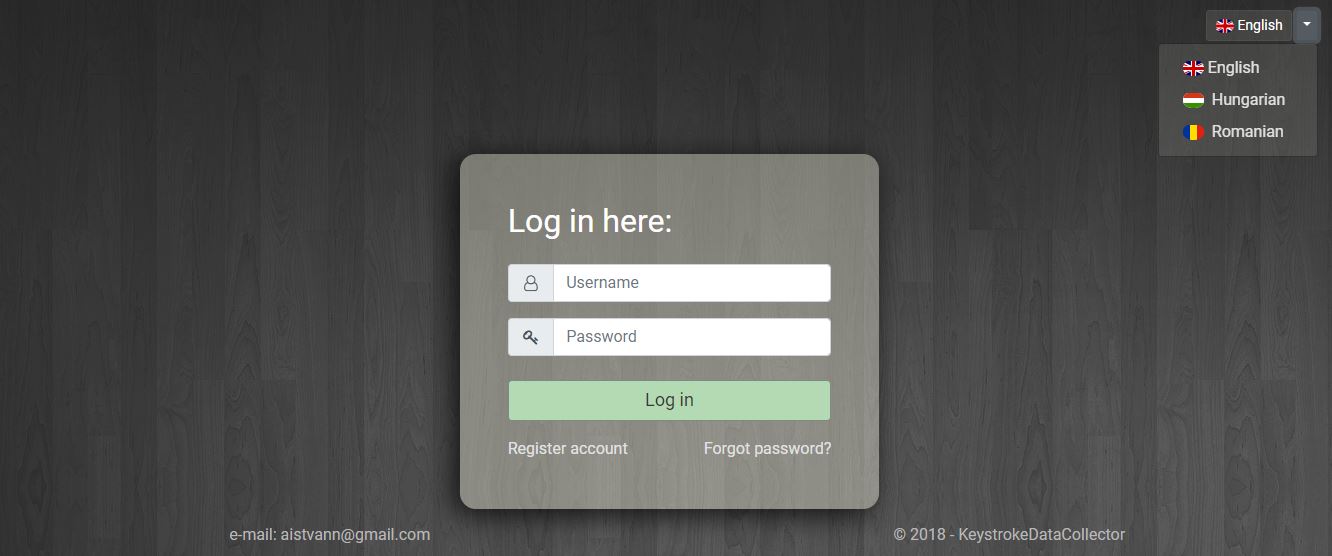 English
English
Hungarian
Romanian
Log in here:
Username
Password
Log in
Register account Forgot password?
e-mail: aistvann@gmail.com © 2018 - KeystrokeDataCollector